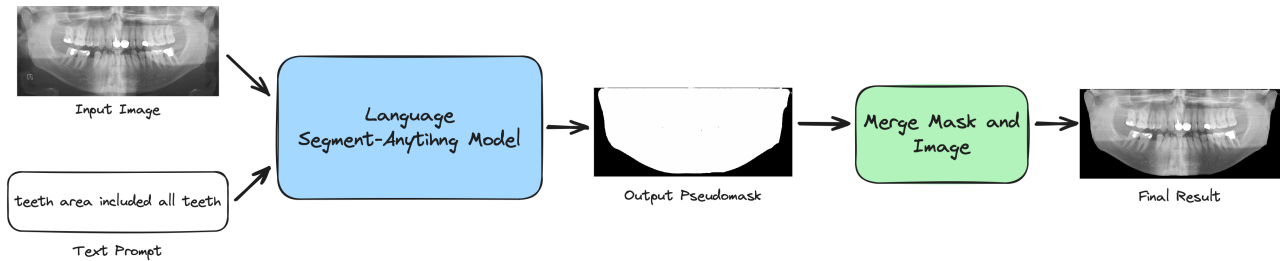 Input Image
teeth area included all teeth
Text Prompt
Language
Segment-Anytihng Model
Output Pseudomask
Merge Mask and
Image
Final Result